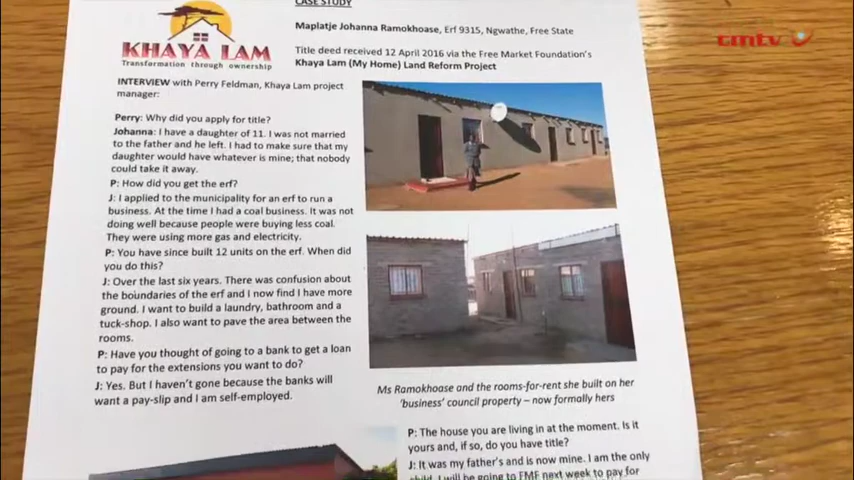 CASE STUDY
Maplatje Johanna Ramokhoase, Erf 9315, Ngwathe, Free State
Title deed received 12 April 2016 via the Free Market Foundation's
Khaya Lam (My Home) Land Reform Project
KHAYA LAM
Transformation through ownership
INTERVIEW with Perry Feldman, Khaya Lam project
manager:
Perry: Why did you apply for title?
Johanna: I have a daughter of 11. I was not married
to the father and he left. I had to make sure that my
daughter would have whatever is mine; that nobody
could take it away.
P: How did you get the erf?
J: I applied to the municipality for an erf to run a
business. At the time I had a coal business. It was not
doing well because people were buying less coal.
They were using more gas and electricity.
P: You have since built 12 units on the erf. When did
you do this?
J: Over the last six years. There was confusion about
the boundaries of the erf and I now find I have more
ground. I want to build a laundry, bathroom and a
tuck-shop. I also want to pave the area between the
rooms.
P: Have you thought of going to a bank to get a loan
to pay for the extensions you want to do?
J: Yes. But I haven't gone because the banks will
want a pay-slip and I am self-employed.
Ms Ramokhoase and the rooms-for-rent she built on her
'business' council property – now formally hers
P: The house you are living in at the moment. Is it
yours and, if so, do you have title?
J: It was my father's and is now mine. I am the only
child. I will be going to FMF next week to pay for
cmtv